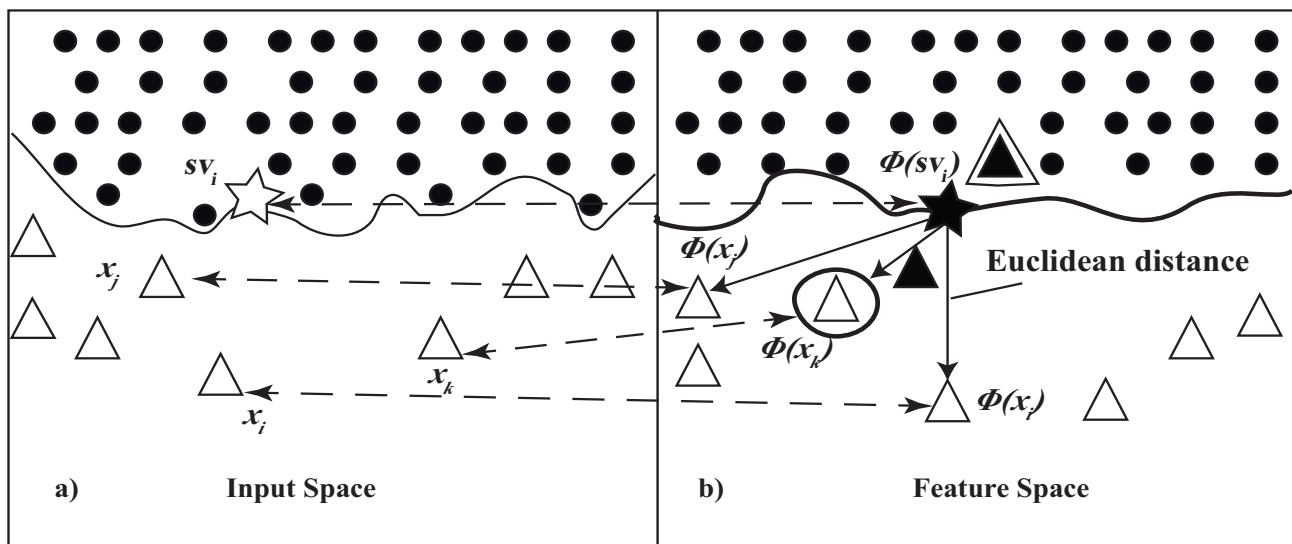 sv_i
x_j
x_k
x_i
a) Input Space
Φ(sv_i)
Φ(x_j)
Euclidean distance
Φ(x_k)
Φ(x_i)
b) Feature Space